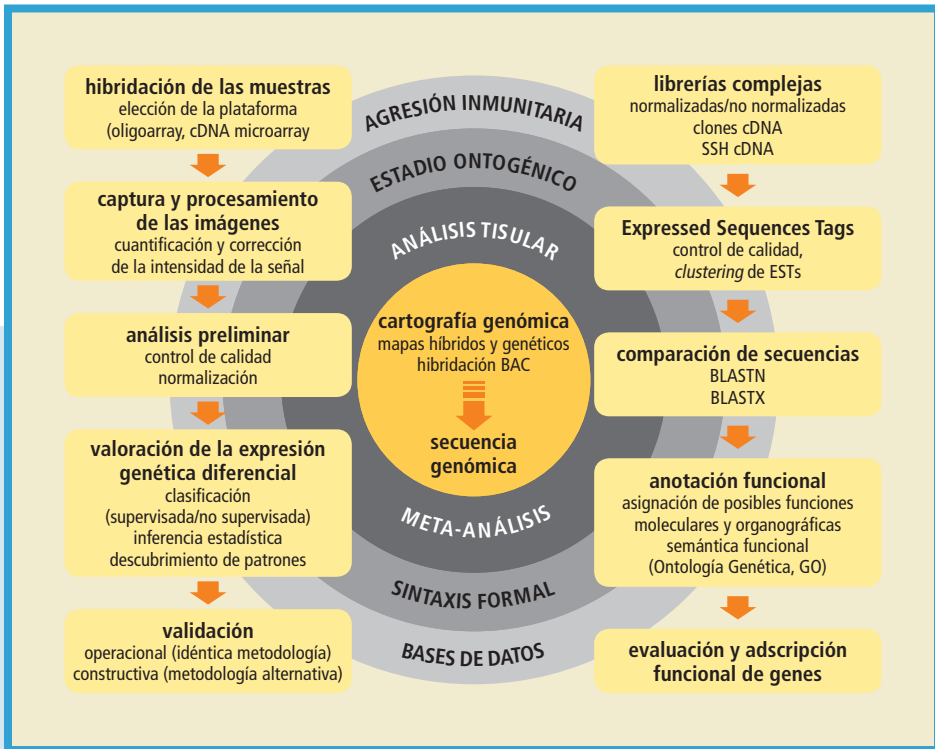 hibridación de las muestras
elección de la plataforma
(oligoarray, cDNA microarray
captura y procesamiento
de las imágenes
cuantificación y corrección
de la intensidad de la señal
análisis preliminar
control de calidad
normalización
valoración de la expresión
genética diferencial
clasificación
(supervisada/no supervisada)
inferencia estadística
descubrimiento de patrones
validación
operacional (idéntica metodología)
constructiva (metodología alternativa)
AGRESIÓN INMUNITARIA
ESTADIO ONTOGÉNICO
ANÁLISIS TISULAR
cartografía genómica
mapas híbridos y genéticos
hibridación BAC
secuencia
genómica
META-ANÁLISIS
SINTAXIS FORMAL
BASES DE DATOS
librerías complejas
normalizadas/no normalizadas
clones cDNA
SSH cDNA
Expressed Sequences Tags
control de calidad,
clustering de ESTs
comparación de secuencias
BLASTN
BLASTX
anotación funcional
asignación de posibles funciones
moleculares y organográficas
semántica funcional
(Ontología Genética, GO)
evaluación y adscripción
funcional de genes